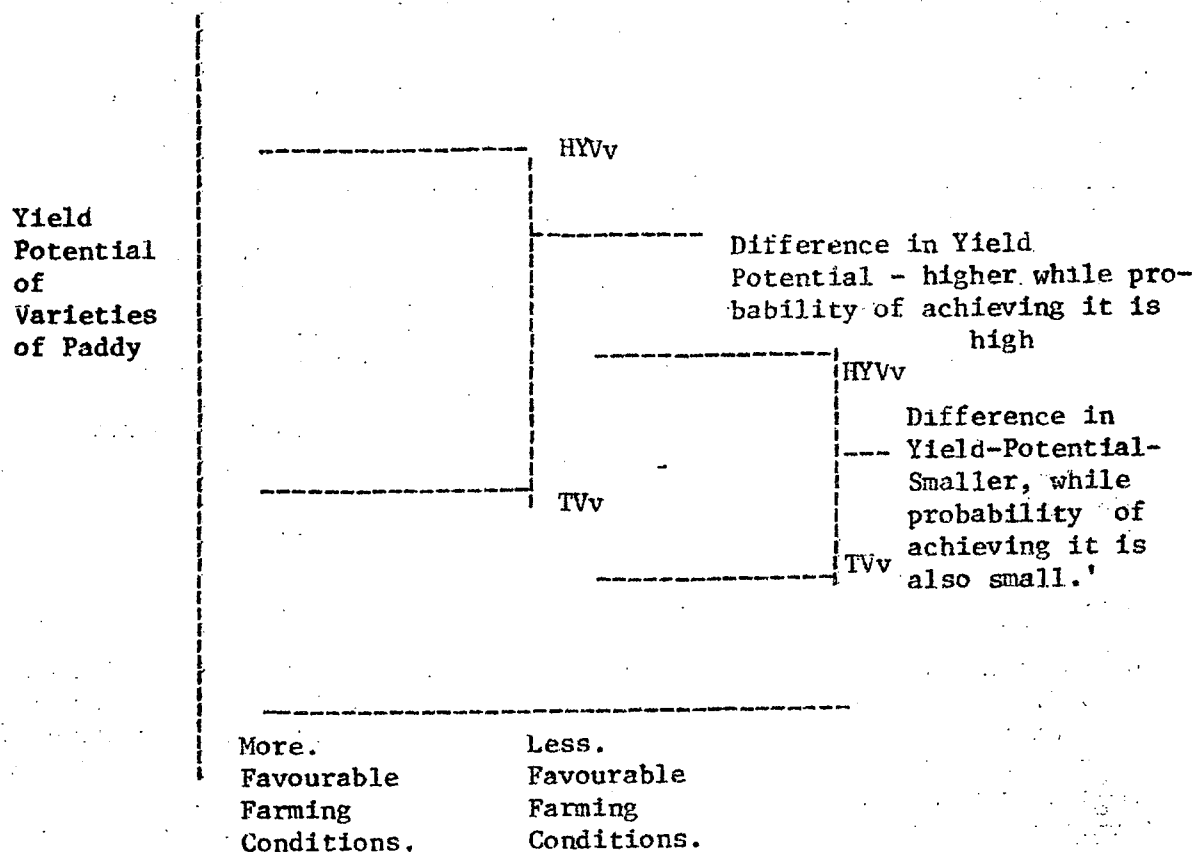 Yield
Potential
of
Varieties
of Paddy
HYVv
Difference in Yield
Potential - higher while pro-
bability of achieving it is
high
TVv
HYVv
Difference in
Yield-Potential-
Smaller, while
probability of
achieving it is
also small.'
TVv
More.
Favourable
Farming
Conditions.
Less.
Favourable
Farming
Conditions.